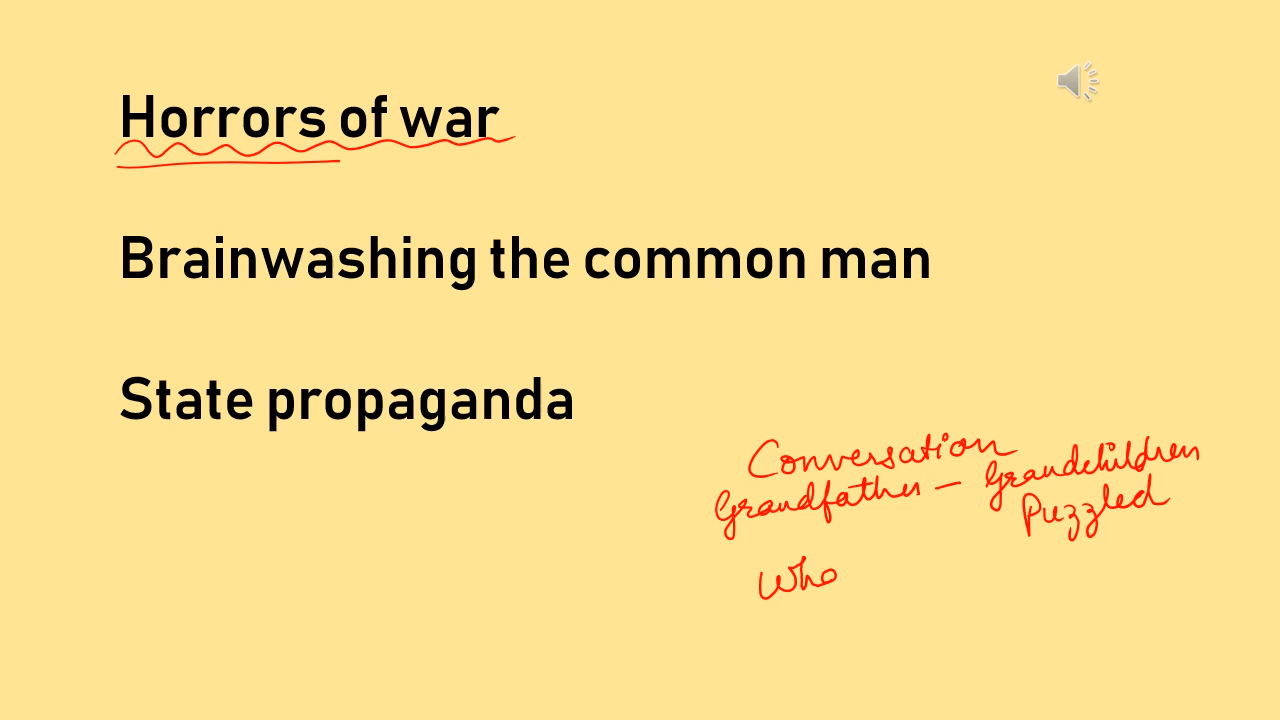 Horrors of war
Brainwashing the common man
State propaganda
Conversation
Grandfather – Grandchildren
Puzzled
Who